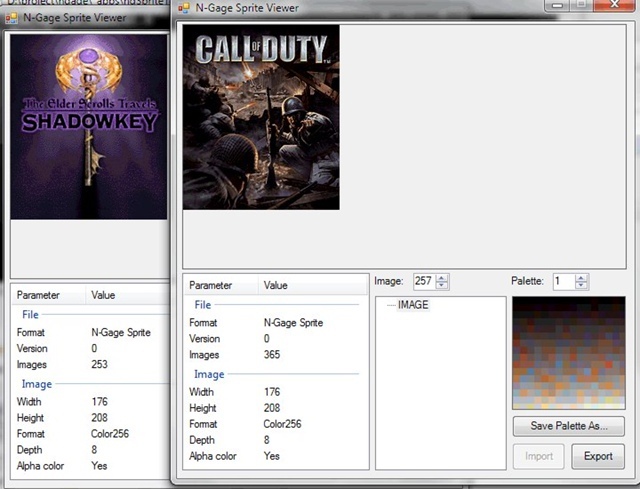 D:\project\ngage\_apps\nd3sprite1
N-Gage Sprite Viewer
The Elder Scrolls Travels
SHADOWKEY
Parameter Value
File
Format N-Gage Sprite
Version 0
Images 253
Image
Width 176
Height 208
Format Color256
Depth 8
Alpha color Yes
N-Gage Sprite Viewer
CALL OF DUTY
TM
Parameter Value
File
Format N-Gage Sprite
Version 0
Images 365
Image
Width 176
Height 208
Format Color256
Depth 8
Alpha color Yes
Image: 257
IMAGE
Palette: 1
Save Palette As...
Import Export